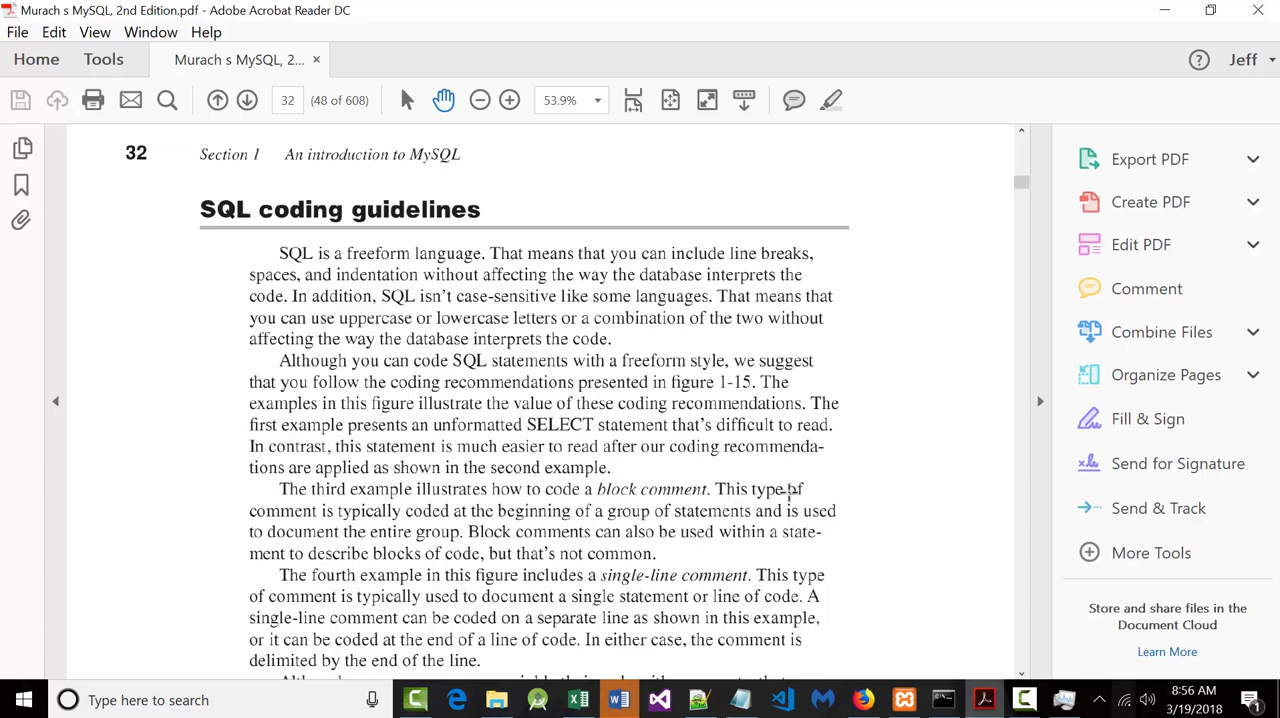 Murach s MySQL, 2nd Edition.pdf - Adobe Acrobat Reader DC
File Edit View Window Help
Home Tools Murach s MySQL, 2... × Jeff
32 (48 of 608) 53.9%
32 Section 1 An introduction to MySQL
SQL coding guidelines
SQL is a freeform language. That means that you can include line breaks,
spaces, and indentation without affecting the way the database interprets the
code. In addition, SQL isn't case-sensitive like some languages. That means that
you can use uppercase or lowercase letters or a combination of the two without
affecting the way the database interprets the code.
Although you can code SQL statements with a freeform style, we suggest
that you follow the coding recommendations presented in figure 1-15. The
examples in this figure illustrate the value of these coding recommendations. The
first example presents an unformatted SELECT statement that's difficult to read.
In contrast, this statement is much easier to read after our coding recommenda-
tions are applied as shown in the second example.
The third example illustrates how to code a block comment. This type of
comment is typically coded at the beginning of a group of statements and is used
to document the entire group. Block comments can also be used within a state-
ment to describe blocks of code, but that's not common.
The fourth example in this figure includes a single-line comment. This type
of comment is typically used to document a single statement or line of code. A
single-line comment can be coded on a separate line as shown in this example,
or it can be coded at the end of a line of code. In either case, the comment is
delimited by the end of the line.
Export PDF
Create PDF
Edit PDF
Comment
Combine Files
Organize Pages
Fill & Sign
Send for Signature
Send & Track
More Tools
Store and share files in the
Document Cloud
Learn More
Type here to search
8:56 AM
3/19/2018